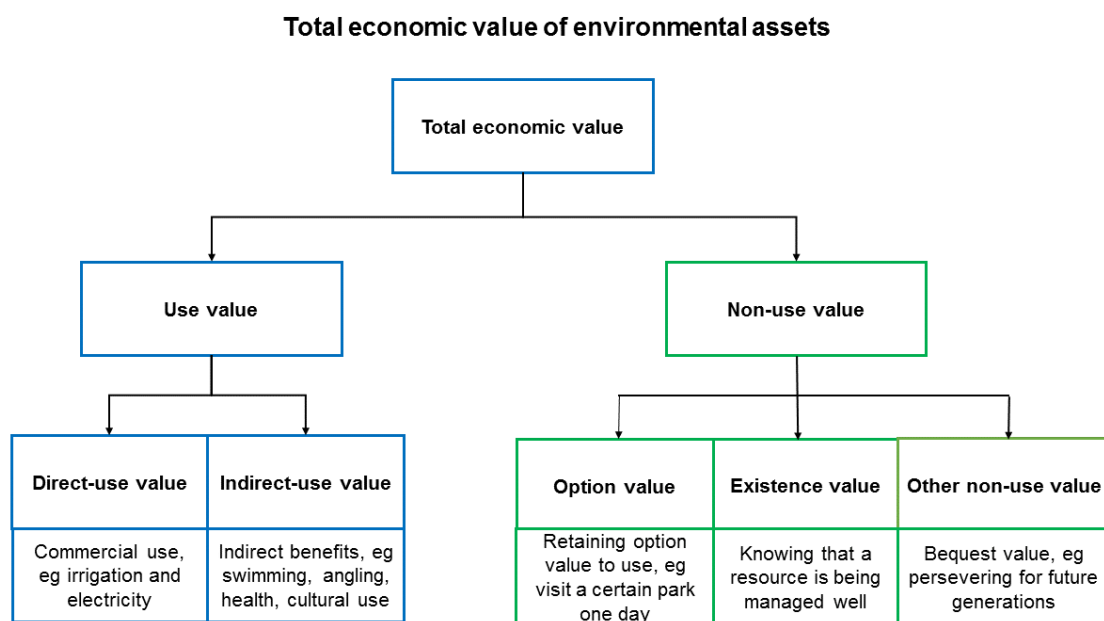 Total economic value of environmental assets
Total economic value
Use value
Non-use value
Direct-use value
Indirect-use value
Option value
Existence value
Other non-use value
Commercial use,
eg irrigation and
electricity
Indirect benefits, eg
swimming, angling,
health, cultural use
Retaining option
value to use, eg
visit a certain park
one day
Knowing that a
resource is being
managed well
Bequest value, eg
persevering for future
generations